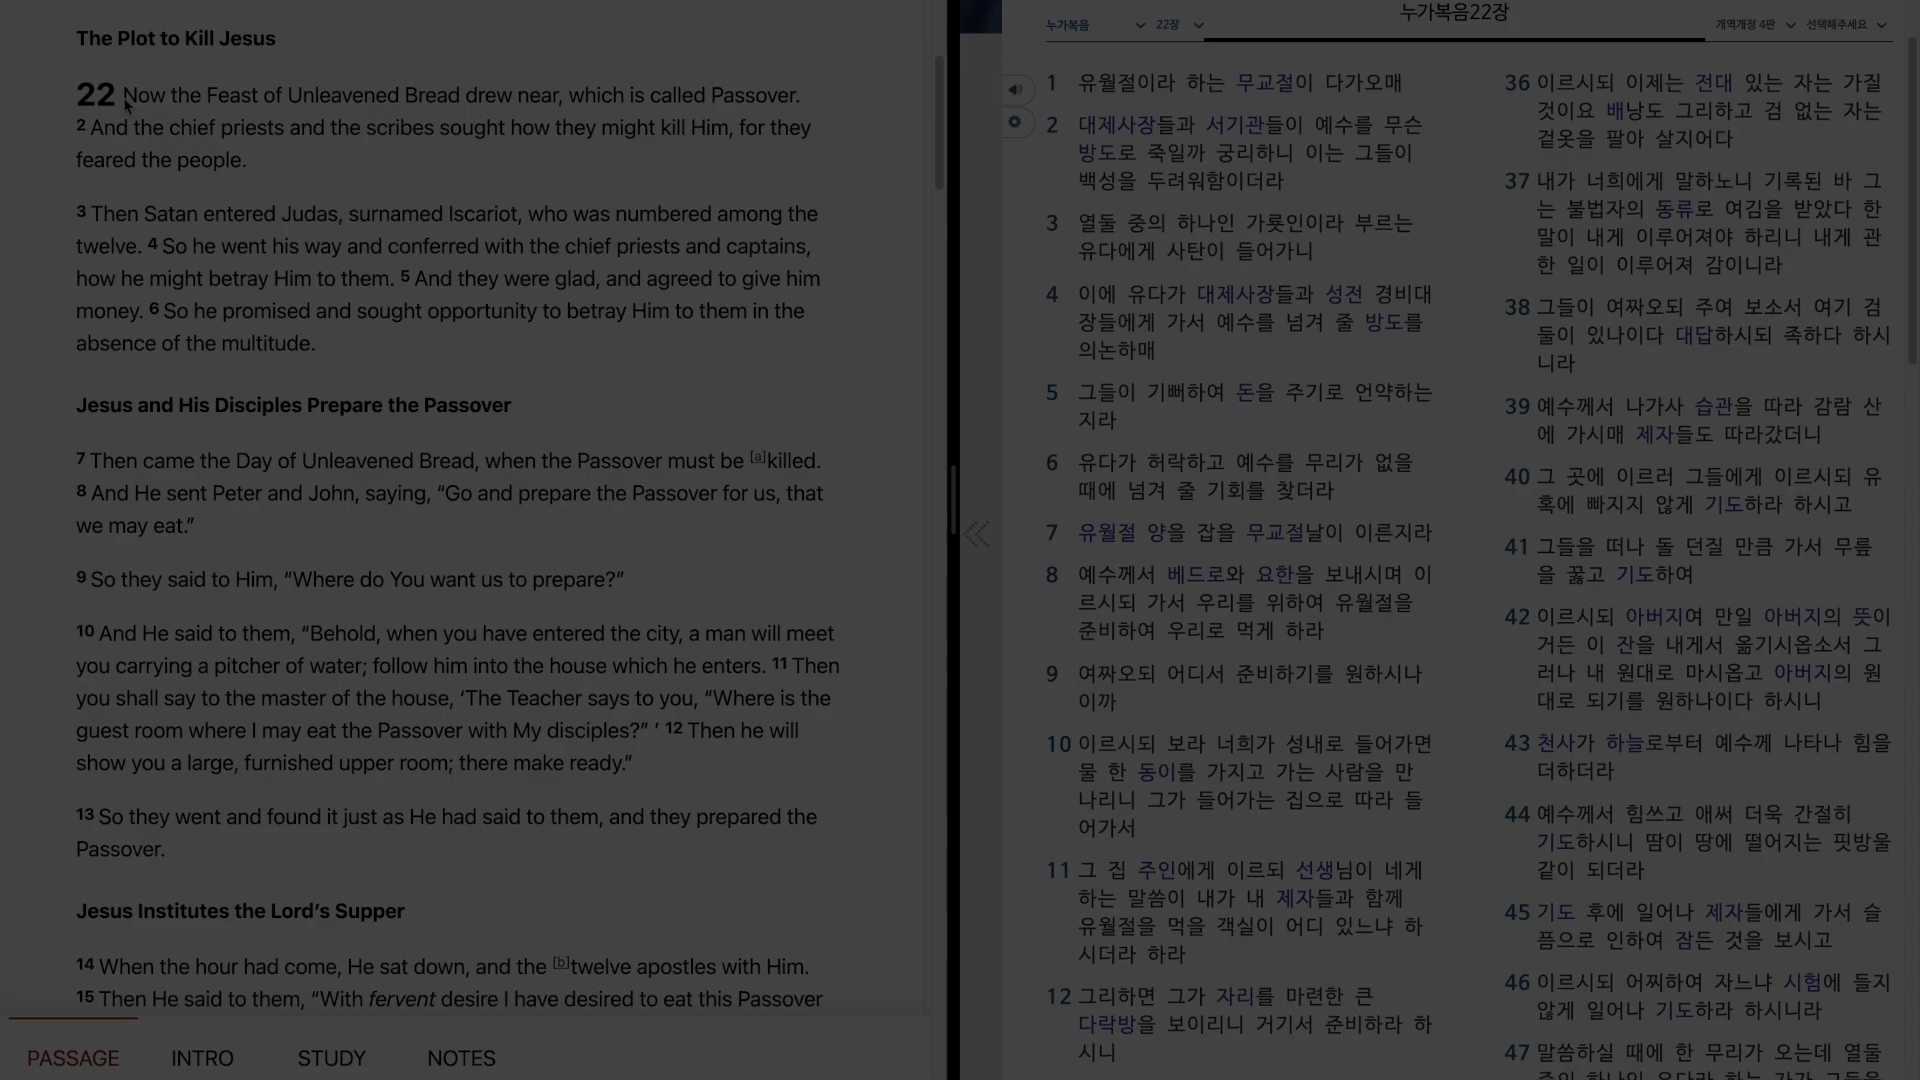 The Plot to Kill Jesus
22 Now the Feast of Unleavened Bread drew near, which is called Passover.
2 And the chief priests and the scribes sought how they might kill Him, for they
feared the people.
3 Then Satan entered Judas, surnamed Iscariot, who was numbered among the
twelve. 4 So he went his way and conferred with the chief priests and captains,
how he might betray Him to them. 5 And they were glad, and agreed to give him
money. 6 So he promised and sought opportunity to betray Him to them in the
absence of the multitude.
Jesus and His Disciples Prepare the Passover
7 Then came the Day of Unleavened Bread, when the Passover must be [a]killed.
8 And He sent Peter and John, saying, “Go and prepare the Passover for us, that
we may eat.”
9 So they said to Him, “Where do You want us to prepare?”
10 And He said to them, “Behold, when you have entered the city, a man will meet
you carrying a pitcher of water; follow him into the house which he enters. 11 Then
you shall say to the master of the house, ‘The Teacher says to you, “Where is the
guest room where I may eat the Passover with My disciples?” ’ 12 Then he will
show you a large, furnished upper room; there make ready.”
13 So they went and found it just as He had said to them, and they prepared the
Passover.
Jesus Institutes the Lord’s Supper
14 When the hour had come, He sat down, and the [b]twelve apostles with Him.
15 Then He said to them, “With fervent desire I have desired to eat this Passover
PASSAGE INTRO STUDY NOTES
누가복음22장
누가복음 22장 개역개정 4판 선택해주세요
1 유월절이라 하는 무교절이 다가오매
2 대제사장들과 서기관들이 예수를 무슨
방도로 죽일까 궁리하니 이는 그들이
백성을 두려워함이더라
3 열둘 중의 하나인 가룟인이라 부르는
유다에게 사탄이 들어가니
4 이에 유다가 대제사장들과 성전 경비대
장들에게 가서 예수를 넘겨 줄 방도를
의논하매
5 그들이 기뻐하여 돈을 주기로 언약하는
지라
6 유다가 허락하고 예수를 무리가 없을
때에 넘겨 줄 기회를 찾더라
7 유월절 양을 잡을 무교절날이 이른지라
8 예수께서 베드로와 요한을 보내시며 이
르시되 가서 우리를 위하여 유월절을
준비하여 우리로 먹게 하라
9 여짜오되 어디서 준비하기를 원하시나
이까
10 이르시되 보라 너희가 성내로 들어가면
물 한 동이를 가지고 가는 사람을 만
나리니 그가 들어가는 집으로 따라 들
어가서
11 그 집 주인에게 이르되 선생님이 네게
하는 말씀이 내가 내 제자들과 함께
유월절을 먹을 객실이 어디 있느냐 하
시더라 하라
12 그리하면 그가 자리를 마련한 큰
다락방을 보이리니 거기서 준비하라 하
시니
36 이르시되 이제는 전대 있는 자는 가질
것이요 배낭도 그리하고 검 없는 자는
겉옷을 팔아 살지어다
37 내가 너희에게 말하노니 기록된 바 그
는 불법자의 동류로 여김을 받았다 한
말이 내게 이루어져야 하리니 내게 관
한 일이 이루어져 감이니라
38 그들이 여짜오되 주여 보소서 여기 검
둘이 있나이다 대답하시되 족하다 하시
니라
39 예수께서 나가사 습관을 따라 감람 산
에 가시매 제자들도 따라갔더니
40 그 곳에 이르러 그들에게 이르시되 유
혹에 빠지지 않게 기도하라 하시고
41 그들을 떠나 돌 던질 만큼 가서 무릎
을 꿇고 기도하여
42 이르시되 아버지여 만일 아버지의 뜻이
거든 이 잔을 내게서 옮기시옵소서 그
러나 내 원대로 마시옵고 아버지의 원
대로 되기를 원하나이다 하시니
43 천사가 하늘로부터 예수께 나타나 힘을
더하더라
44 예수께서 힘쓰고 애써 더욱 간절히
기도하시니 땀이 땅에 떨어지는 핏방울
같이 되더라
45 기도 후에 일어나 제자들에게 가서 슬
픔으로 인하여 잠든 것을 보시고
46 이르시되 어찌하여 자느냐 시험에 들지
않게 일어나 기도하라 하시니라
47 말씀하실 때에 한 무리가 오는데 열둘